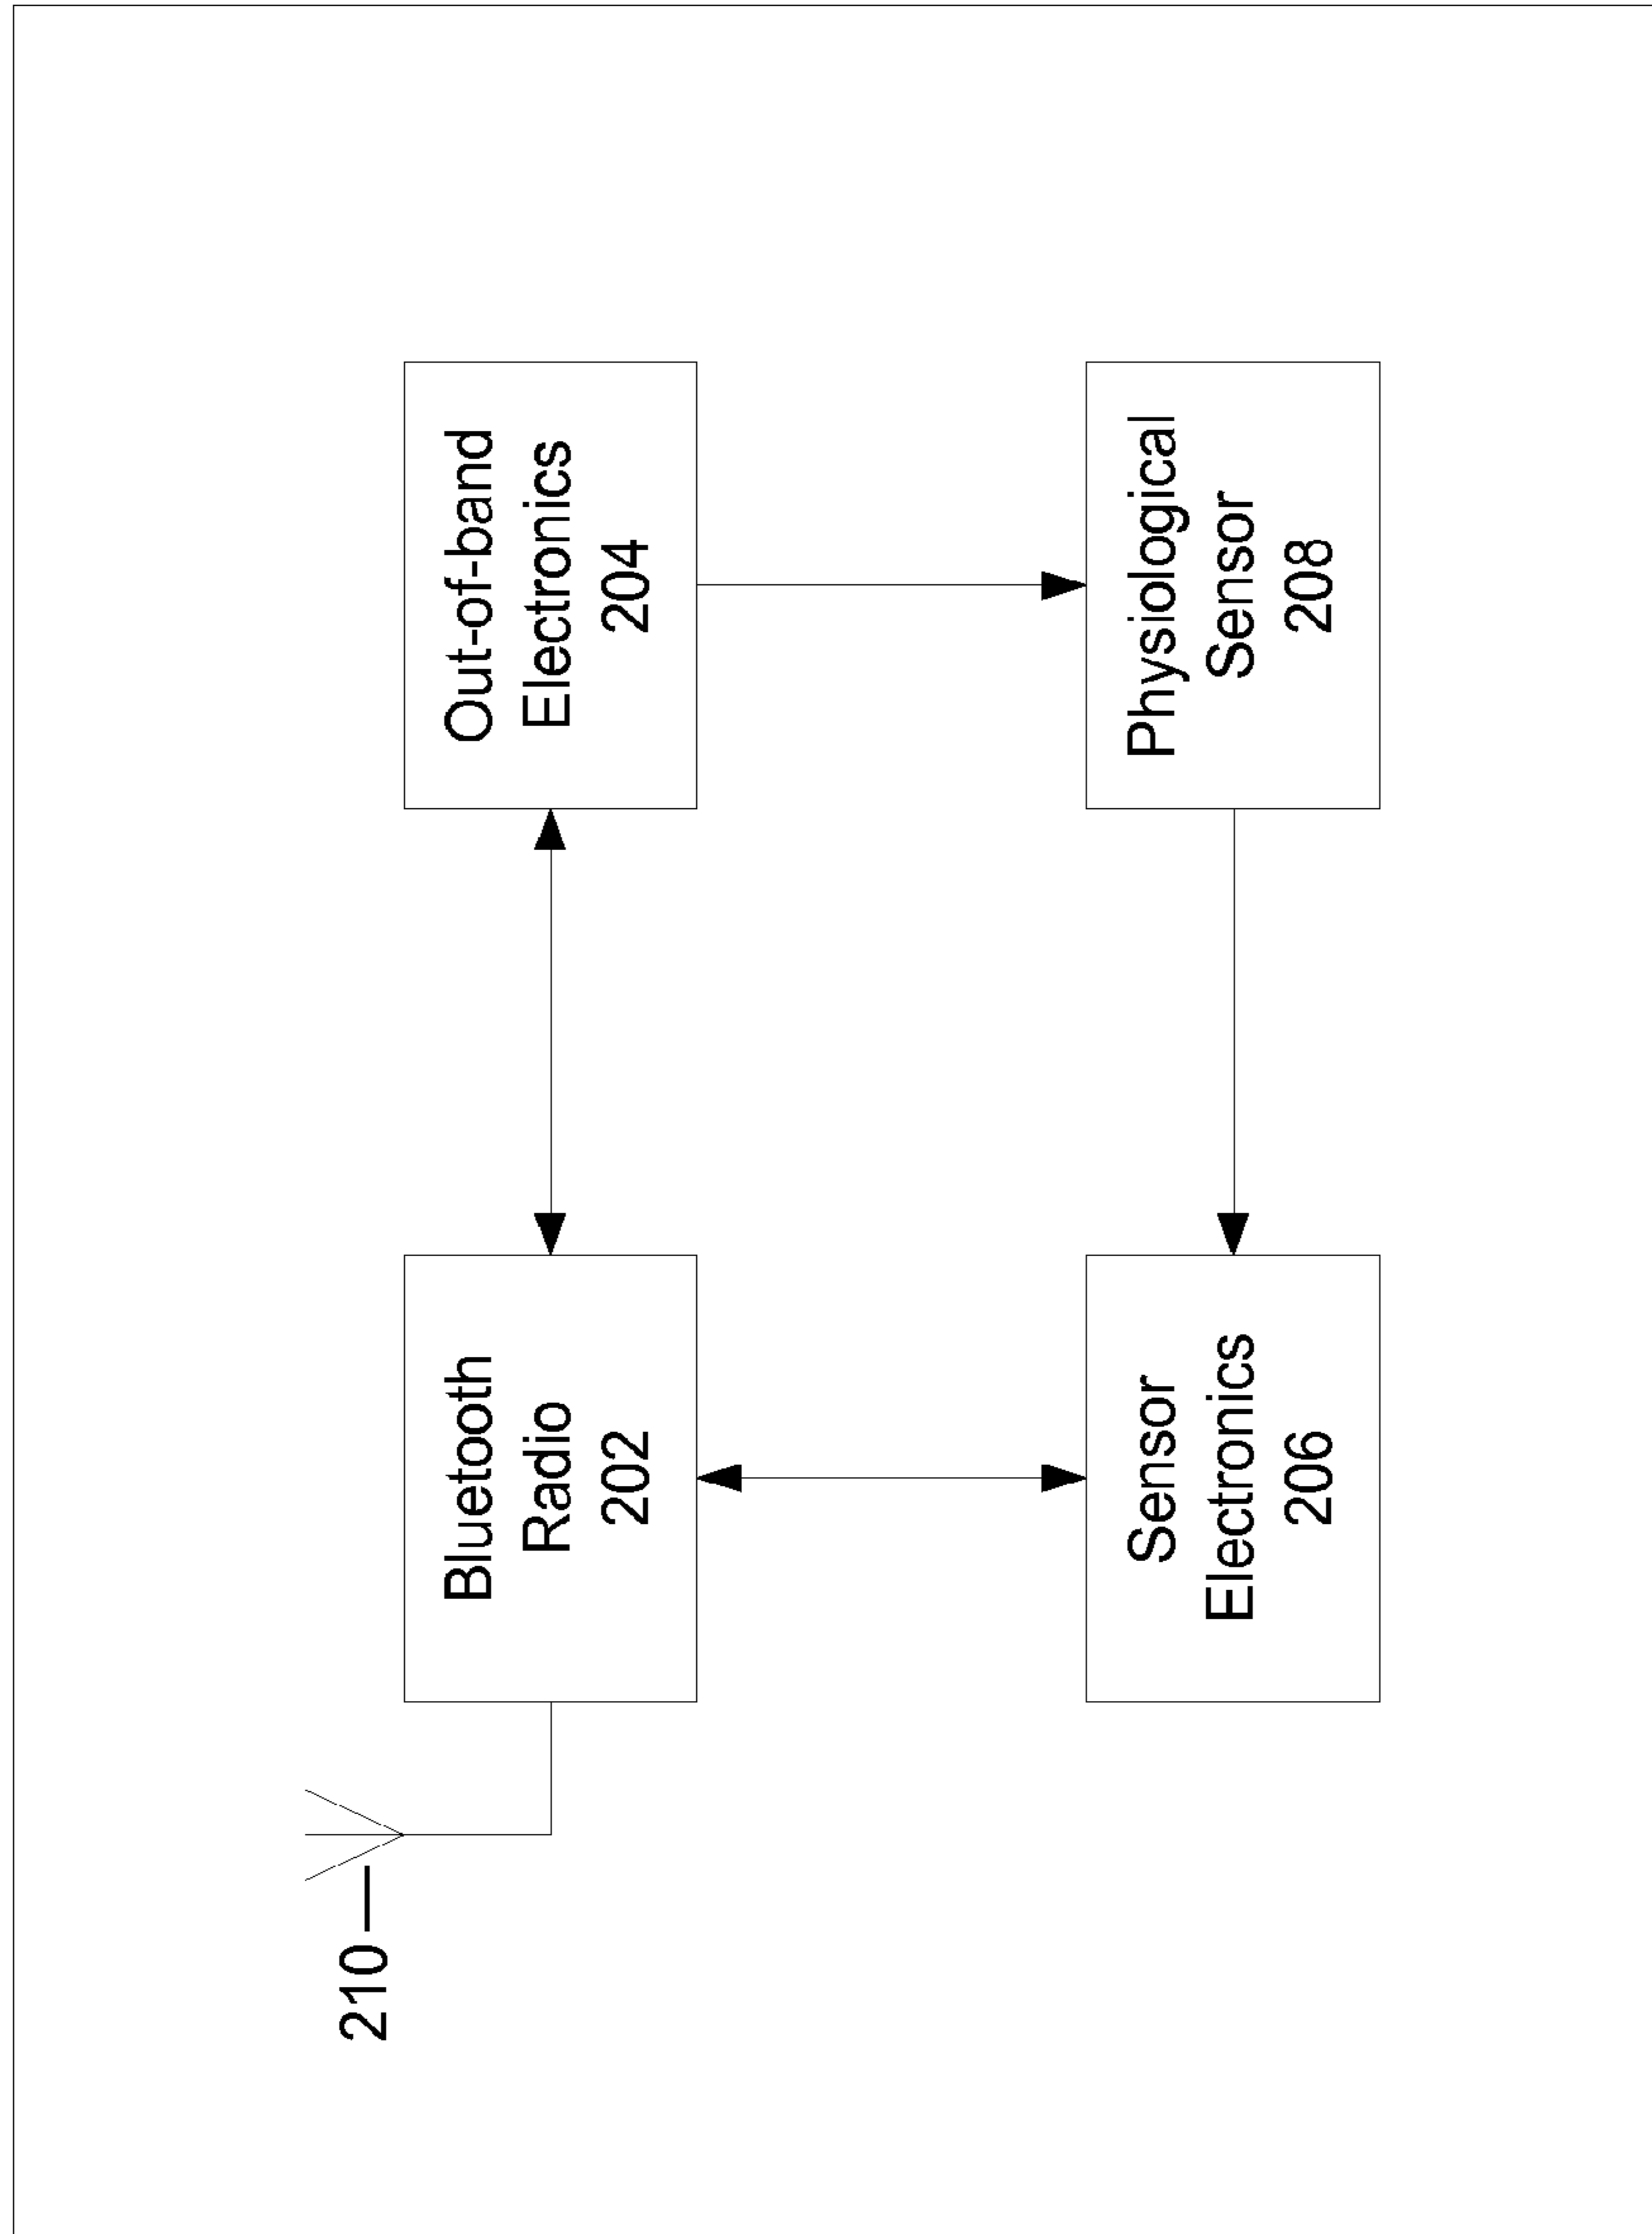 210
Bluetooth
Radio
202
Out-of-band
Electronics
204
Sensor
Electronics
206
Physiological
Sensor
208